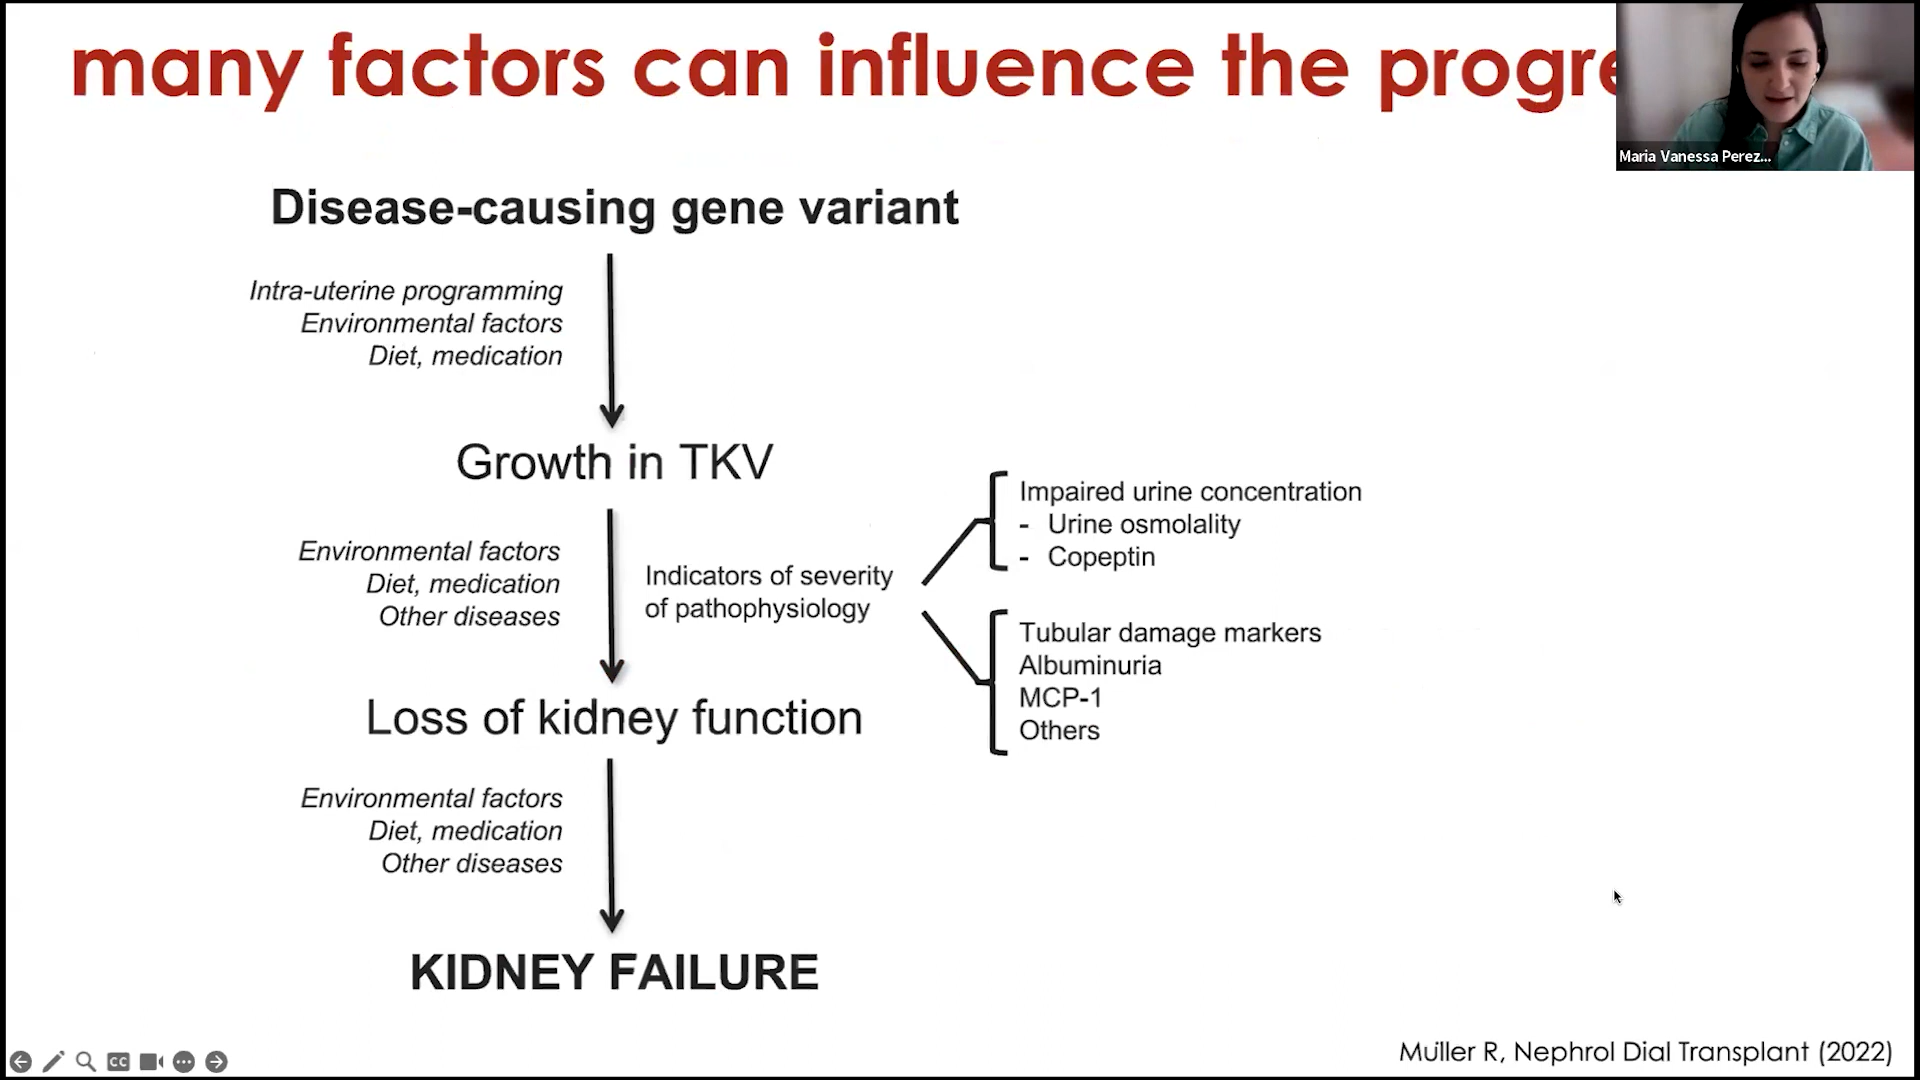 many factors can influence the progre
Maria Vanessa Perez...
Disease-causing gene variant
Intra-uterine programming
Environmental factors
Diet, medication
Growth in TKV
Environmental factors
Diet, medication
Other diseases
Indicators of severity
of pathophysiology
Impaired urine concentration
- Urine osmolality
- Copeptin
Tubular damage markers
Albuminuria
MCP-1
Others
Loss of kidney function
Environmental factors
Diet, medication
Other diseases
KIDNEY FAILURE
Müller R, Nephrol Dial Transplant (2022)
CC